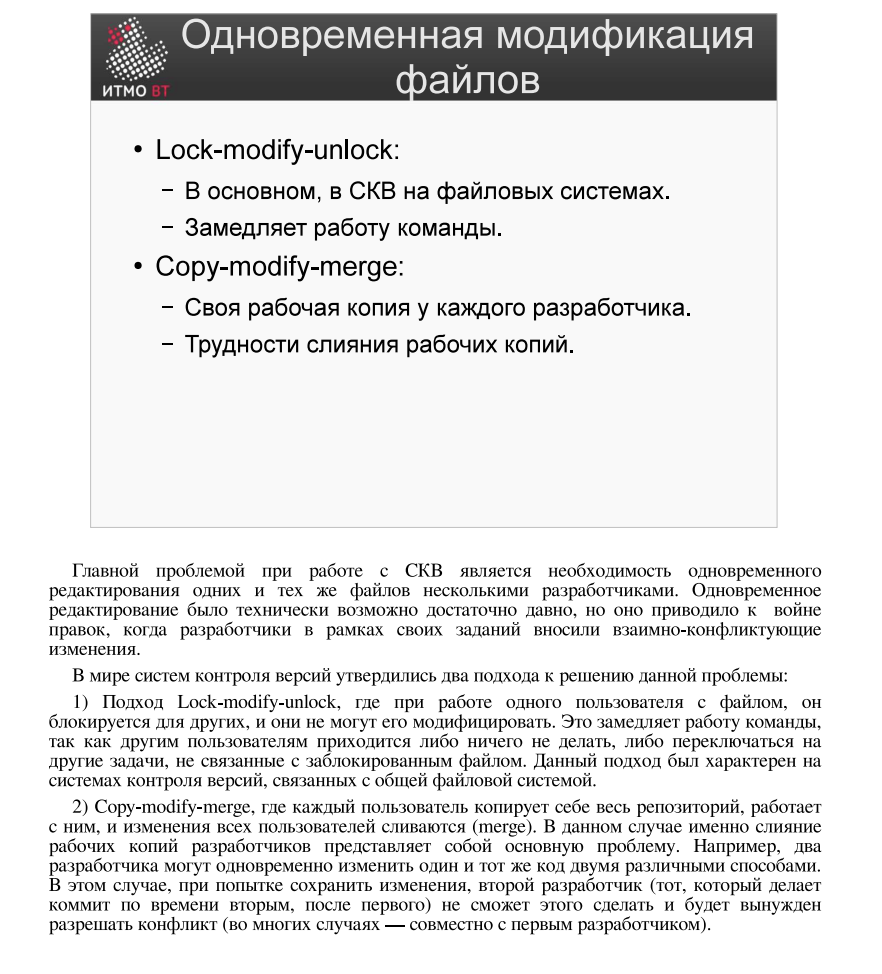 Одновременная модификация
файлов
ИТМО ВТ
• Lock-modify-unlock:
– В основном, в СКВ на файловых системах.
– Замедляет работу команды.
• Copy-modify-merge:
– Своя рабочая копия у каждого разработчика.
– Трудности слияния рабочих копий.
Главной проблемой при работе с СКВ является необходимость одновременного
редактирования одних и тех же файлов несколькими разработчиками. Одновременное
редактирование было технически возможно достаточно давно, но оно приводило к войне
правок, когда разработчики в рамках своих заданий вносили взаимно-конфликтующие
изменения.
В мире систем контроля версий утвердились два подхода к решению данной проблемы:
1) Подход Lock-modify-unlock, где при работе одного пользователя с файлом, он
блокируется для других, и они не могут его модифицировать. Это замедляет работу команды,
так как другим пользователям приходится либо ничего не делать, либо переключаться на
другие задачи, не связанные с заблокированным файлом. Данный подход был характерен на
системах контроля версий, связанных с общей файловой системой.
2) Copy-modify-merge, где каждый пользователь копирует себе весь репозиторий, работает
с ним, и изменения всех пользователей сливаются (merge). В данном случае именно слияние
рабочих копий разработчиков представляет собой основную проблему. Например, два
разработчика могут одновременно изменить один и тот же код двумя различными способами.
В этом случае, при попытке сохранить изменения, второй разработчик (тот, который делает
коммит по времени вторым, после первого) не сможет этого сделать и будет вынужден
разрешать конфликт (во многих случаях — совместно с первым разработчиком).